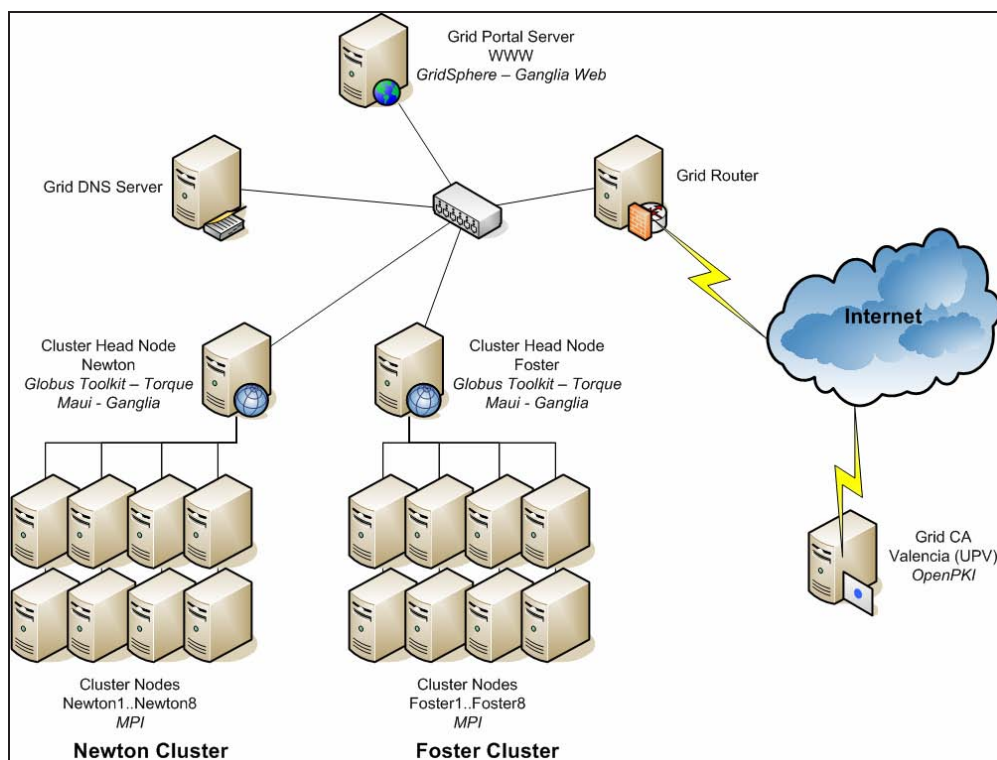 Grid Portal Server
WWW
GridSphere – Ganglia Web
Grid DNS Server
Grid Router
Internet
Cluster Head Node
Newton
Globus Toolkit – Torque
Maui - Ganglia
Cluster Head Node
Foster
Globus Toolkit – Torque
Maui - Ganglia
Grid CA
Valencia (UPV)
OpenPKI
Cluster Nodes
Newton1..Newton8
MPI
Newton Cluster
Cluster Nodes
Foster1..Foster8
MPI
Foster Cluster